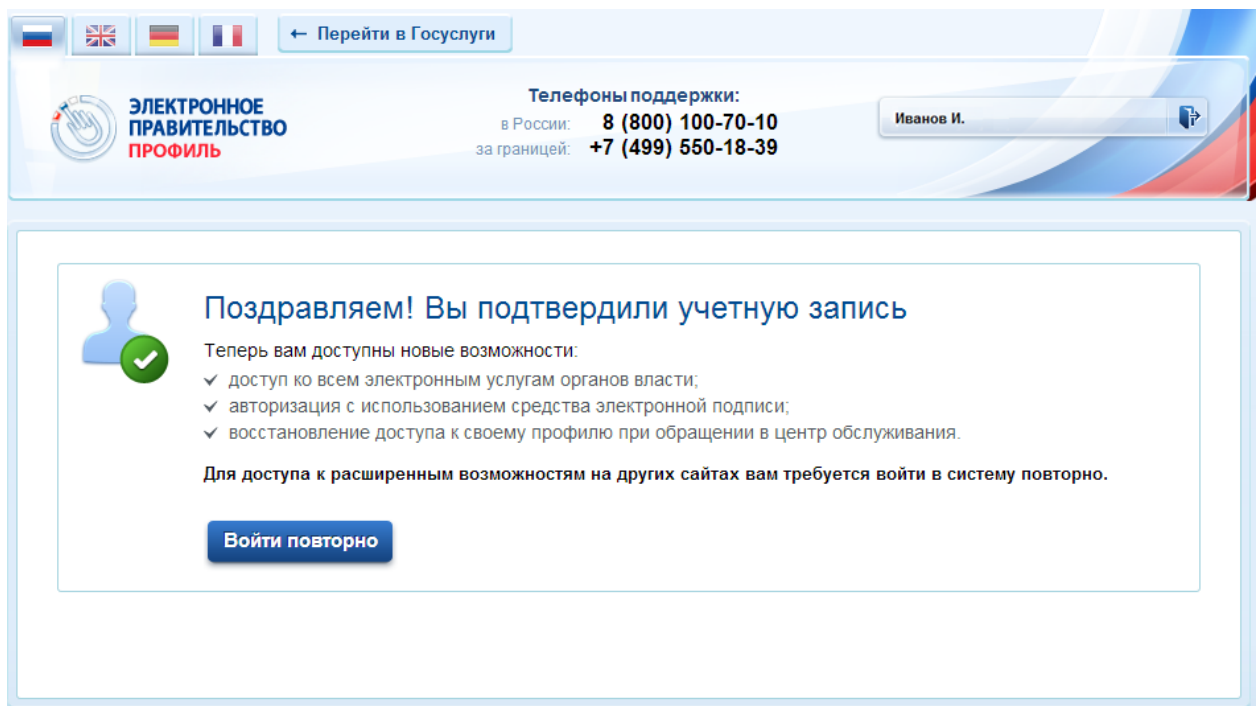 ← Перейти в Госуслуги
ЭЛЕКТРОННОЕ
ПРАВИТЕЛЬСТВО
ПРОФИЛЬ
Телефоны поддержки:
в России: 8 (800) 100-70-10
за границей: +7 (499) 550-18-39
Иванов И.
Поздравляем! Вы подтвердили учетную запись
Теперь вам доступны новые возможности:
доступ ко всем электронным услугам органов власти;
авторизация с использованием средства электронной подписи;
восстановление доступа к своему профилю при обращении в центр обслуживания.
Для доступа к расширенным возможностям на других сайтах вам требуется войти в систему повторно.
Войти повторно